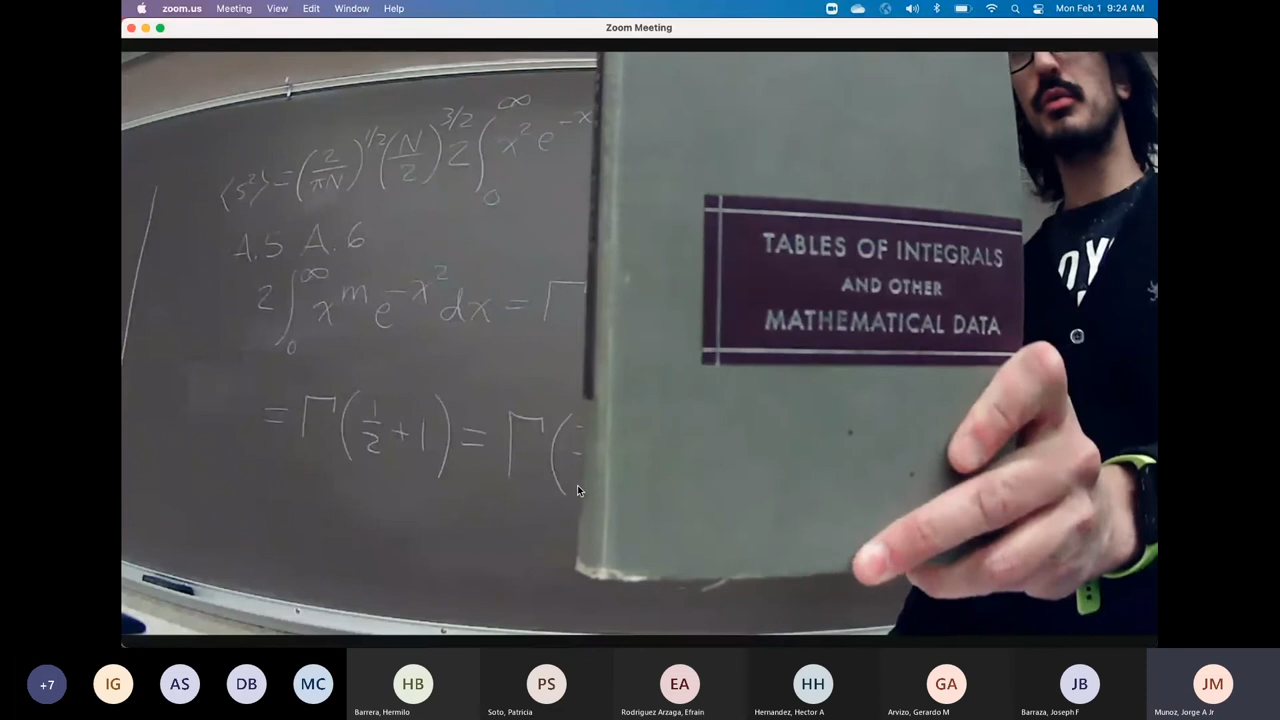 zoom.us Meeting View Edit Window Help Mon Feb 1 9:24 AM
Zoom Meeting
⟨s²⟩=(2/πN)^1/2 (N/2)^3/2 2∫₀^∞ x² e^-x
A.5 A.6
2∫₀^∞ x^m e^-x² dx = Γ
= Γ(1/2+1) = Γ(
TABLES OF INTEGRALS
AND OTHER
MATHEMATICAL DATA
OY
+7 IG AS DB MC HB PS EA HH GA JB JM
Barrera, Hermilo Soto, Patricia Rodriguez Arzaga, Efrain Hernandez, Hector A Arvizo, Gerardo M Barraza, Joseph F Munoz, Jorge A Jr